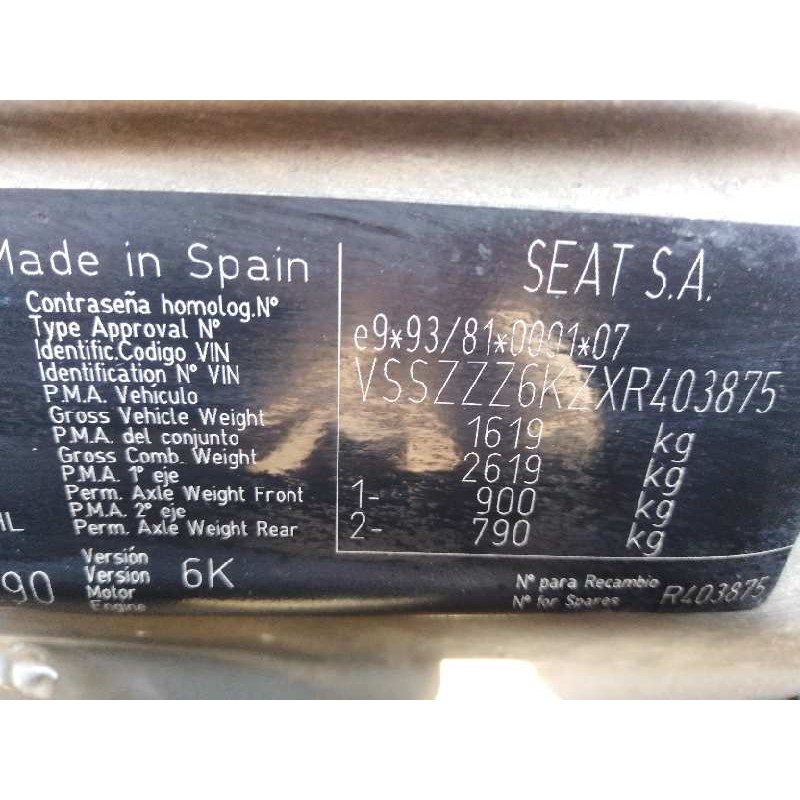 Made in Spain
SEAT S.A.
Contraseña homolog.Nº
Type Approval Nº
e9*93/81*0001*07
Identific.Codigo VIN
Identification Nº VIN
VSSZZZ6KZXR403875
P.M.A. Vehiculo
Gross Vehicle Weight
1619 kg
P.M.A. del conjunto
Gross Comb. Weight
2619 kg
P.M.A. 1º eje
Perm. Axle Weight Front
1- 900 kg
P.M.A. 2º eje
Perm. Axle Weight Rear
2- 790 kg
Versión
Version
6K
Motor
Engine
90
Nº para Recambio
Nº for Spares
R403875